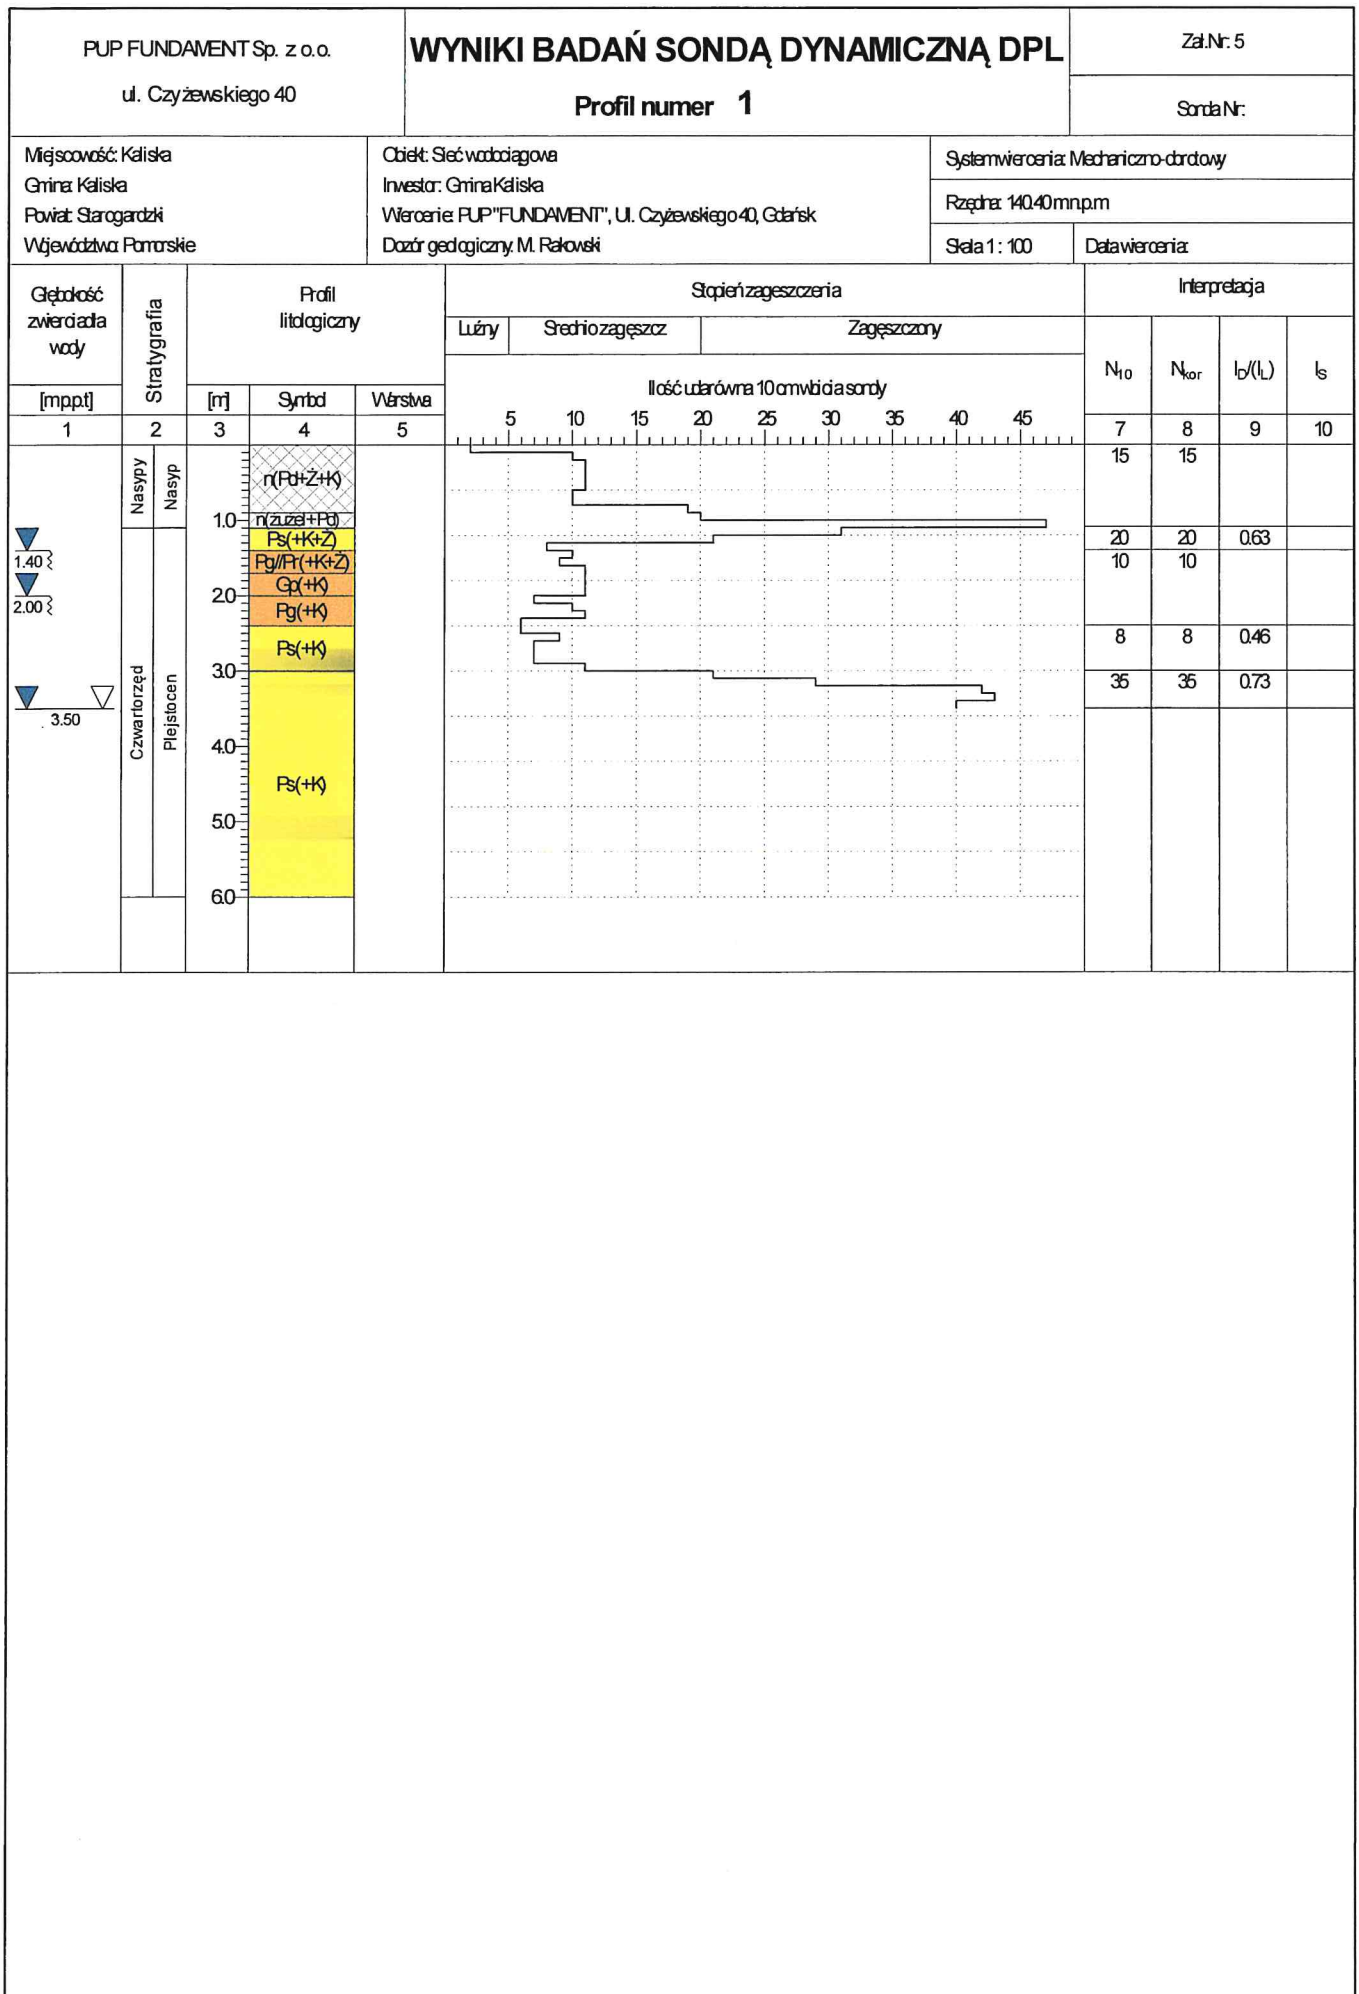 PUP FUNDAMENT Sp. z o.o.
ul. Czyżewskiego 40
WYNIKI BADAŃ SONDĄ DYNAMICZNĄ DPL
Profil numer 1
Zał.Nr: 5
Sonda Nr:
Miejscowość: Kaliska
Gmina: Kaliska
Powiat: Starogardzki
Województwo: Pomorskie
Obiekt: Sieć wodociągowa
Inwestor: Gmina Kaliska
Wiercenie: PUP "FUNDAMENT", Ul. Czyżewskiego 40, Gdańsk
Dozór geologiczny: M. Rakowski
System wiercenia: Mechaniczno-obrotowy
Rzędna: 140.40 m n.p.m
Skala 1 : 100
Data wiercenia:
Głębokość
zwierciadła
wody
[m p.p.t]
Stratygrafia
Profil
litologiczny
[m]
Symbol
Warstwa
Stopień zageszczenia
Luźny
Srednio zagęszcz
Zagęszczony
Ilość udarów na 10 cm wbicia sondy
5 10 15 20 25 30 35 40 45
Interpretacja
N10
Nkor
ID/(IL)
IS
1 2 3 4 5 7 8 9 10
Nasypy
Nasyp
Czwartorzęd
Plejstocen
1.40
2.00
3.50
1.0
2.0
3.0
4.0
5.0
6.0
n(Pd+Ż+K)
n(żużel+Pd)
Ps(+K+Ż)
Pg//Pr(+K+Ż)
Gp(+K)
Pg(+K)
Ps(+K)
Ps(+K)
15 15
20 20 0.63
10 10
8 8 0.46
35 35 0.73